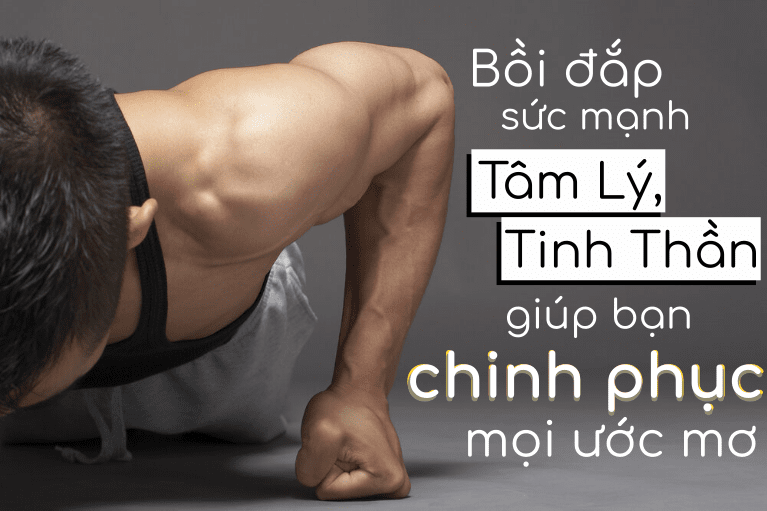 Bồi đắp
sức mạnh
Tâm Lý,
Tinh Thần
giúp bạn
chinh phục
mọi ước mơ